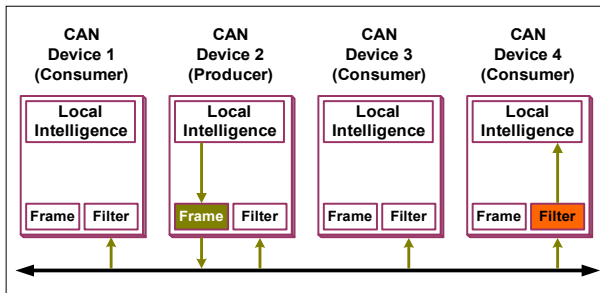 CAN
Device 1
(Consumer)
CAN
Device 2
(Producer)
CAN
Device 3
(Consumer)
CAN
Device 4
(Consumer)
Local
Intelligence
Local
Intelligence
Local
Intelligence
Local
Intelligence
Frame
Filter
Frame
Filter
Frame
Filter
Frame
Filter